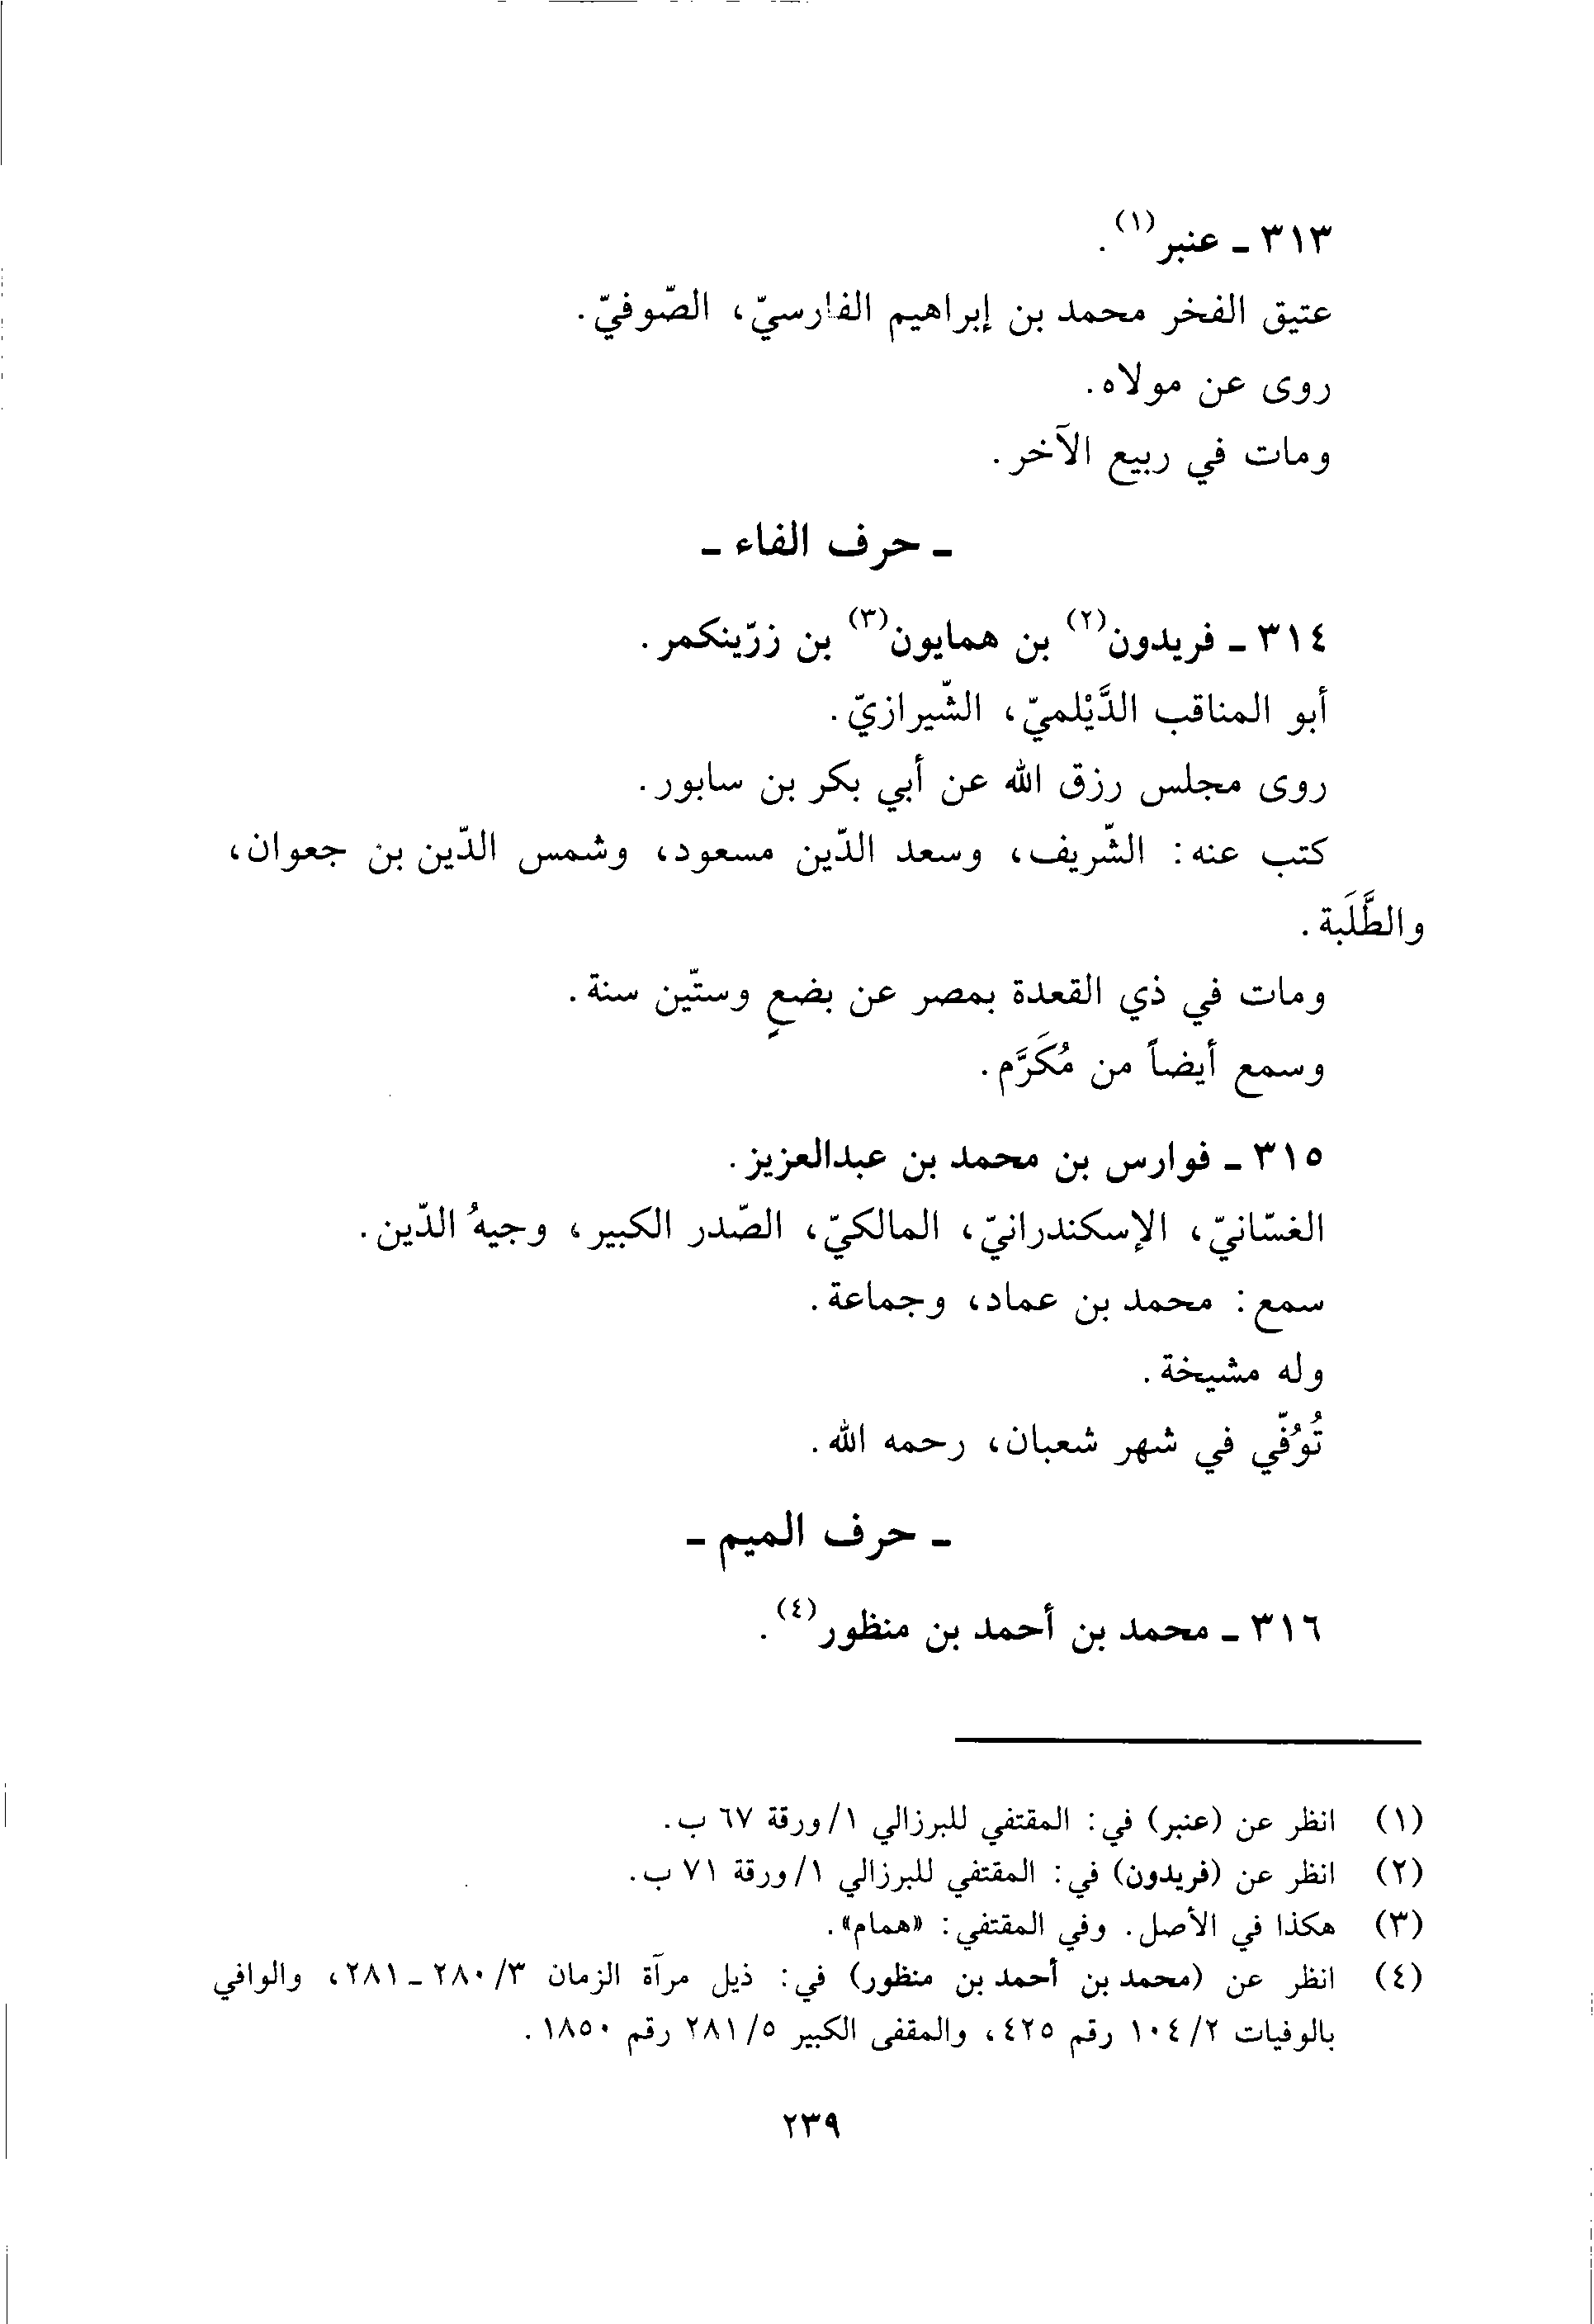 ٣١٣ ـ عنبر(١).
عتيق الفخر محمد بن إبراهيم الفارسيّ، الصّوفيّ.
روى عن مولاه.
ومات في ربيع الآخر.
ـ حرف الفاء ـ
٣١٤ ـ فريدون(٢) بن همايون(٣) بن زرّينكمر.
أبو المناقب الدَّيْلميّ، الشّيرازيّ.
روى مجلس رزق الله عن أبي بكر بن سابور.
كتب عنه: الشّريف، وسعد الدّين مسعود، وشمس الدّين بن جعوان،
والطَّلَبة.
ومات في ذي القعدة بمصر عن بضعٍ وستّين سنة.
وسمع أيضاً من مُكَرَّم.
٣١٥ ـ فوارس بن محمد بن عبدالعزيز.
الغسّانيّ، الإسكندرانيّ، المالكيّ، الصّدر الكبير، وجيهُ الدّين.
سمع: محمد بن عماد، وجماعة.
وله مشيخة.
تُوُفّي في شهر شعبان، رحمه الله.
ـ حرف الميم ـ
٣١٦ ـ محمد بن أحمد بن منظور(٤).
(١) انظر عن (عنبر) في: المقتفي للبرزالي ١/ورقة ٦٧ ب.
(٢) انظر عن (فريدون) في: المقتفي للبرزالي ١/ورقة ٧١ ب.
(٣) هكذا في الأصل. وفي المقتفي: «همام».
(٤) انظر عن (محمد بن أحمد بن منظور) في: ذيل مرآة الزمان ٣/ ٢٨٠ ـ ٢٨١، والوافي
بالوفيات ٢/ ١٠٤ رقم ٤٢٥، والمقفى الكبير ٥/ ٢٨١ رقم ١٨٥٠.
٢٣٩